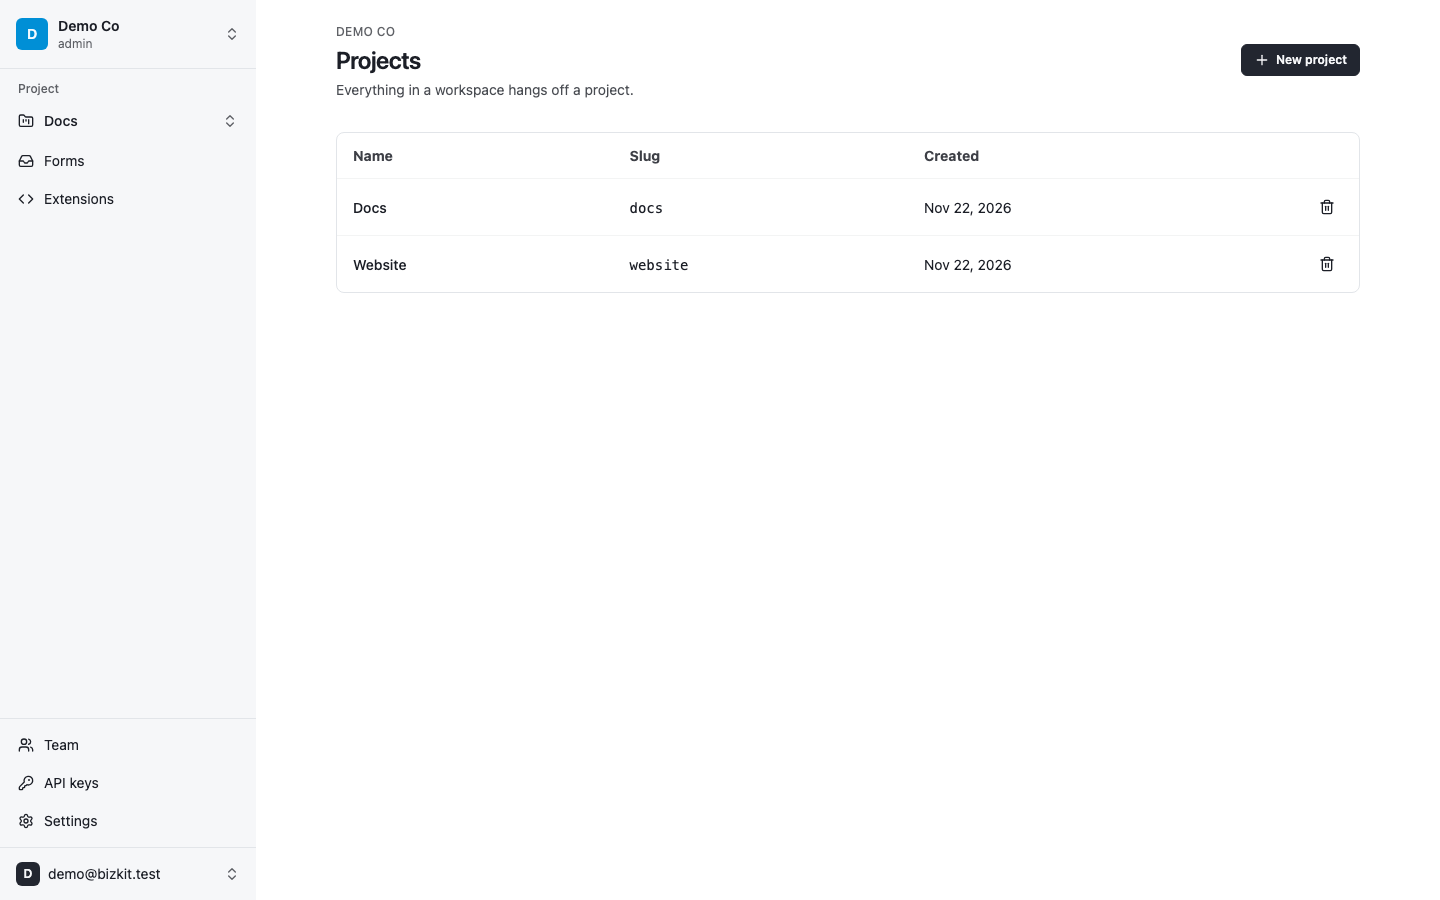 D
Demo Co
admin
Project
Docs
Forms
Extensions
Team
API keys
Settings
D
demo@bizkit.test
DEMO CO
Projects
Everything in a workspace hangs off a project.
New project
Name Slug Created
Docs docs Nov 22, 2026
Website website Nov 22, 2026